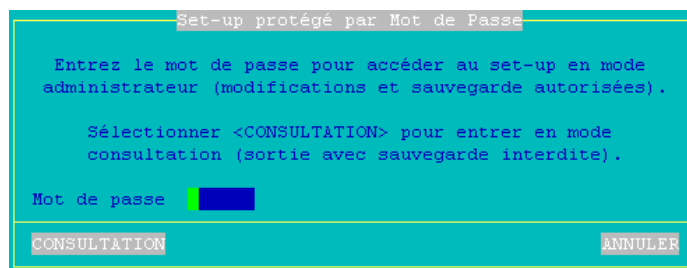 Set-up protégé par Mot de Passe
Entrez le mot de passe pour accéder au set-up en mode
administrateur (modifications et sauvegarde autorisées).
Sélectionner <CONSULTATION> pour entrer en mode
consultation (sortie avec sauvegarde interdite).
Mot de passe
CONSULTATION ANNULER